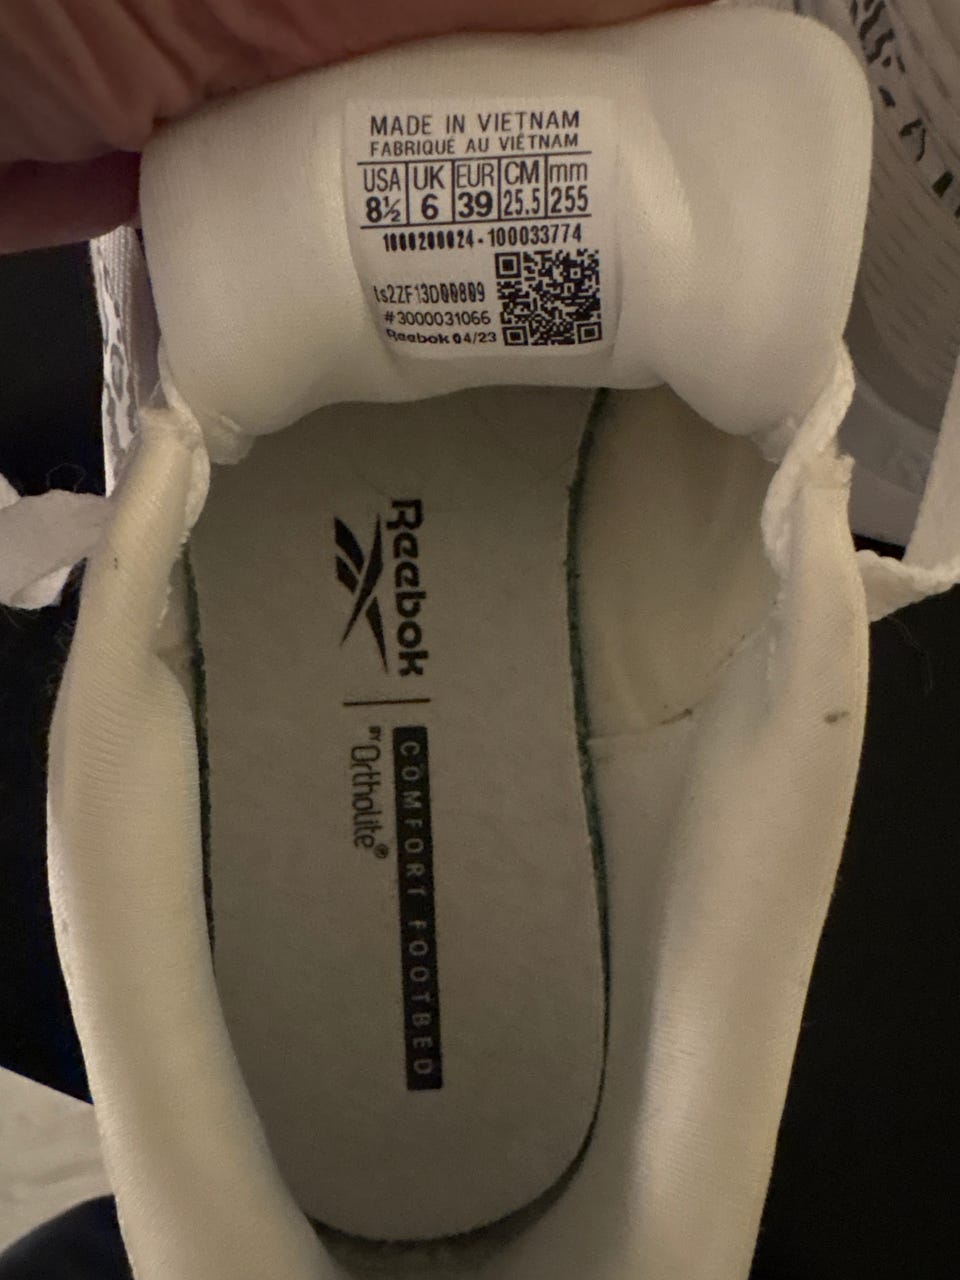 MADE IN VIETNAM
FABRIQUÉ AU VIÊTNAM
USA UK EUR CM mm
8½ 6 39 25.5 255
1000200024-100033774
ts2ZF13D00809
#3000031066
Reebok 04/23
Reebok
COMFORT FOOTBED
BY OrthoLite®